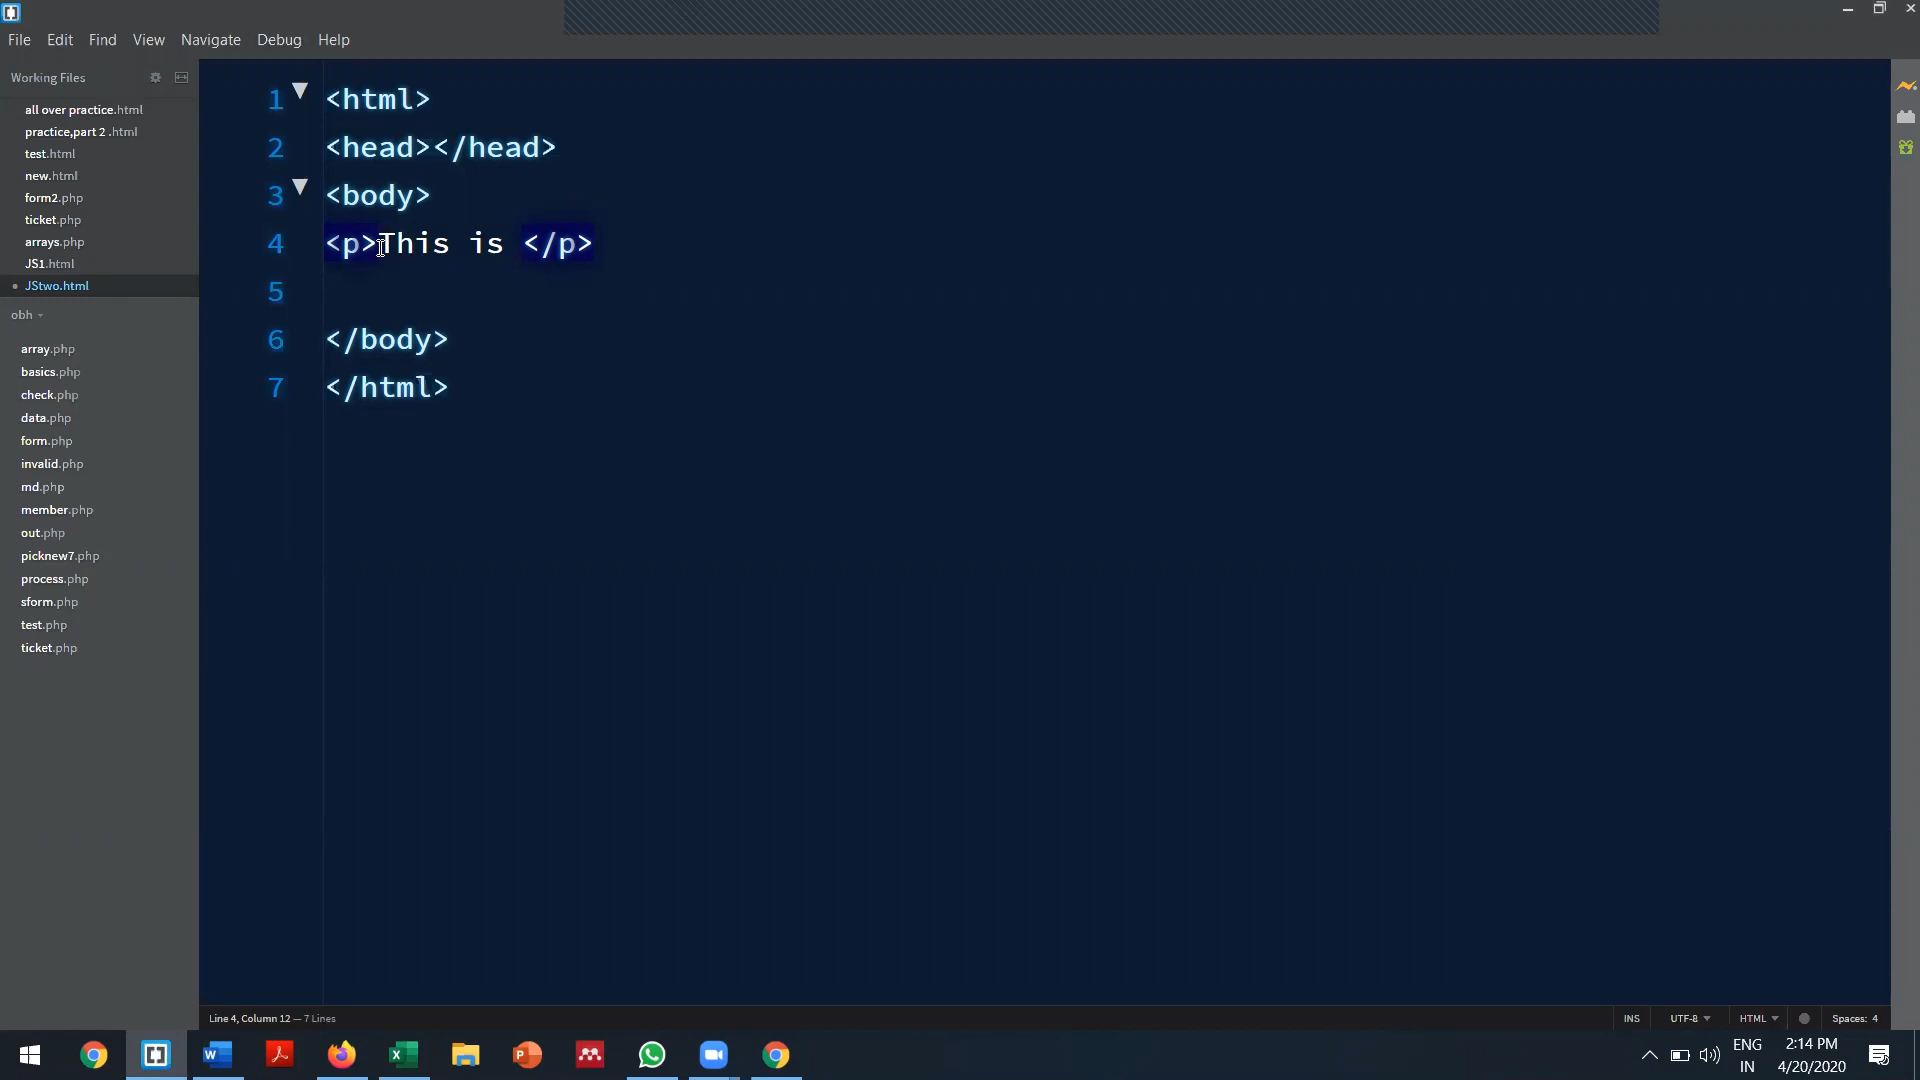 File Edit Find View Navigate Debug Help
Working Files
all over practice.html
practice,part 2 .html
test.html
new.html
form2.php
ticket.php
arrays.php
JS1.html
JStwo.html
obh
array.php
basics.php
check.php
data.php
form.php
invalid.php
md.php
member.php
out.php
picknew7.php
process.php
sform.php
test.php
ticket.php
1 <html>
2 <head></head>
3 <body>
4 <p>This is </p>
5
6 </body>
7 </html>
Line 4, Column 12 — 7 Lines
INS UTF-8 HTML Spaces: 4
ENG
IN
2:14 PM
4/20/2020